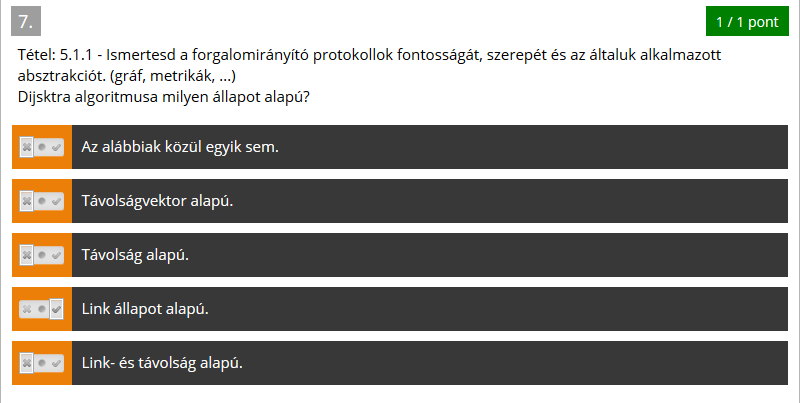 7.
1 / 1 pont
Tétel: 5.1.1 - Ismertesd a forgalomirányító protokollok fontosságát, szerepét és az általuk alkalmazott
absztrakciót. (gráf, metrikák, ...)
Dijsktra algoritmusa milyen állapot alapú?
Az alábbiak közül egyik sem.
Távolságvektor alapú.
Távolság alapú.
Link állapot alapú.
Link- és távolság alapú.